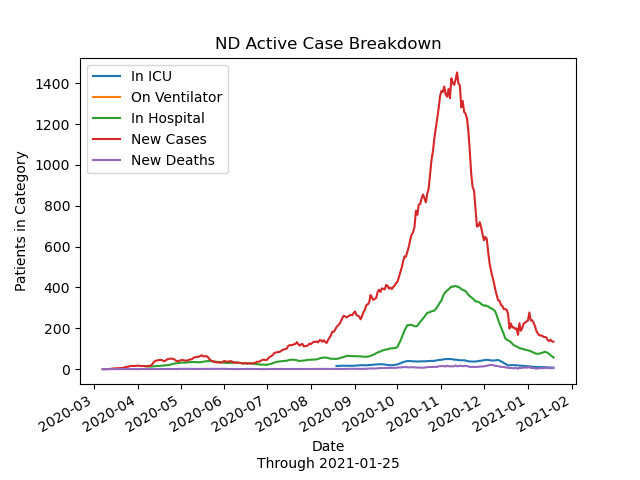 ND Active Case Breakdown
In ICU
On Ventilator
In Hospital
New Cases
New Deaths
Patients in Category
1400
1200
1000
800
600
400
200
0
2020-03
2020-04
2020-05
2020-06
2020-07
2020-08
2020-09
2020-10
2020-11
2020-12
2021-01
2021-02
Date
Through 2021-01-25